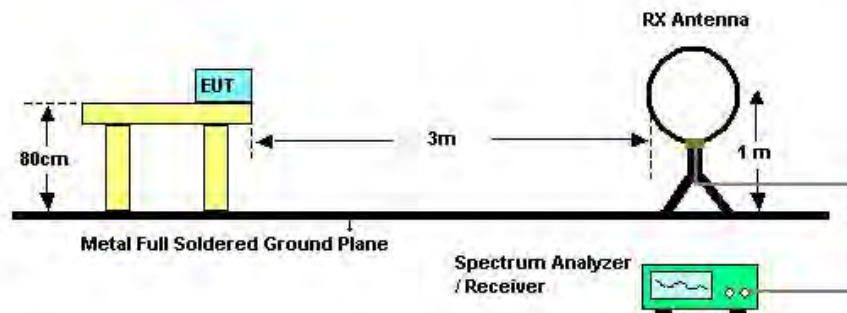 RX Antenna
EUT
80cm
3m
1 m
Metal Full Soldered Ground Plane
Spectrum Analyzer
/ Receiver